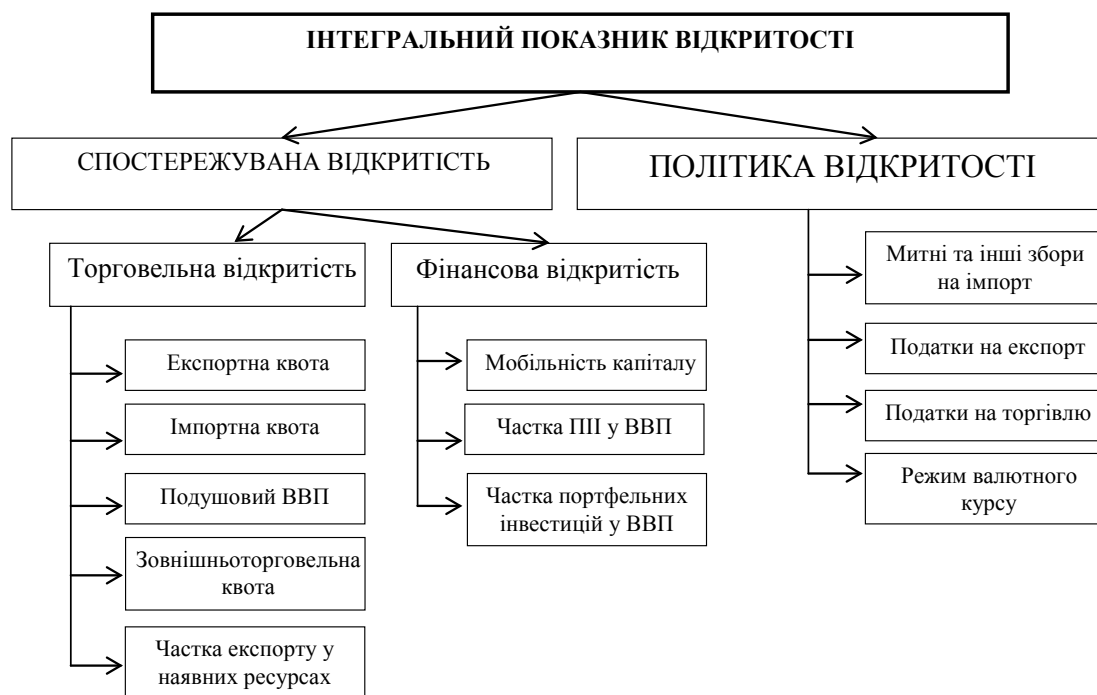 ІНТЕГРАЛЬНИЙ ПОКАЗНИК ВІДКРИТОСТІ
СПОСТЕРЕЖУВАНА ВІДКРИТІСТЬ
ПОЛІТИКА ВІДКРИТОСТІ
Торговельна відкритість
Фінансова відкритість
Експортна квота
Імпортна квота
Подушовий ВВП
Зовнішньоторговельна
квота
Частка експорту у
наявних ресурсах
Мобільність капіталу
Частка ПІІ у ВВП
Частка портфельних
інвестицій у ВВП
Митні та інші збори
на імпорт
Податки на експорт
Податки на торгівлю
Режим валютного
курсу